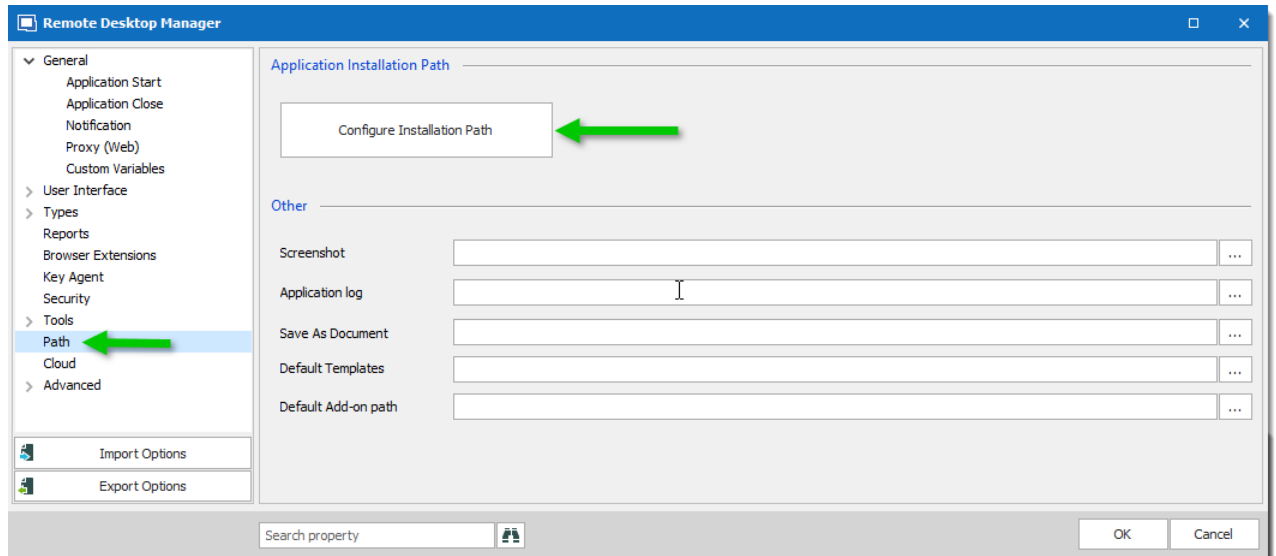 Remote Desktop Manager
General
Application Start
Application Close
Notification
Proxy (Web)
Custom Variables
User Interface
Types
Reports
Browser Extensions
Key Agent
Security
Tools
Path
Cloud
Advanced
Import Options
Export Options
Application Installation Path
Configure Installation Path
Other
Screenshot ...
Application log ...
Save As Document ...
Default Templates ...
Default Add-on path ...
Search property
OK Cancel